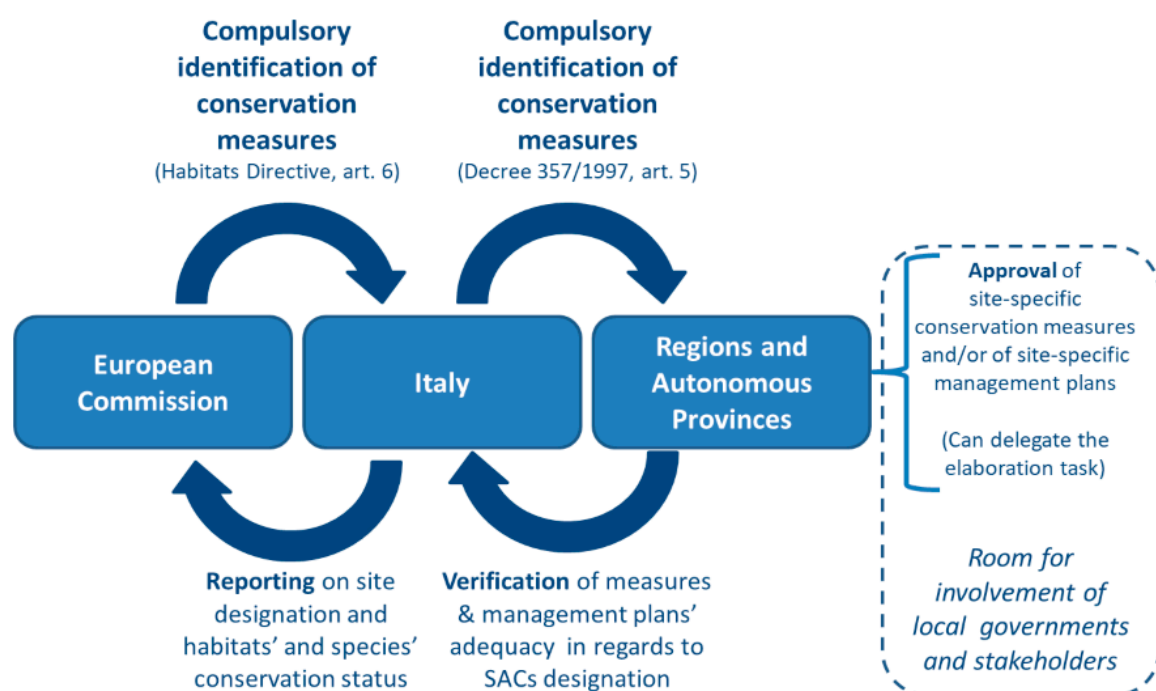 Compulsory
identification of
conservation
measures
(Habitats Directive, art. 6)
Compulsory
identification of
conservation
measures
(Decree 357/1997, art. 5)
European
Commission
Italy
Regions and
Autonomous
Provinces
Approval of
site-specific
conservation measures
and/or of site-specific
management plans
(Can delegate the
elaboration task)
Reporting on site
designation and
habitats’ and species’
conservation status
Verification of measures
& management plans’
adequacy in regards to
SACs designation
Room for
involvement of
local governments
and stakeholders